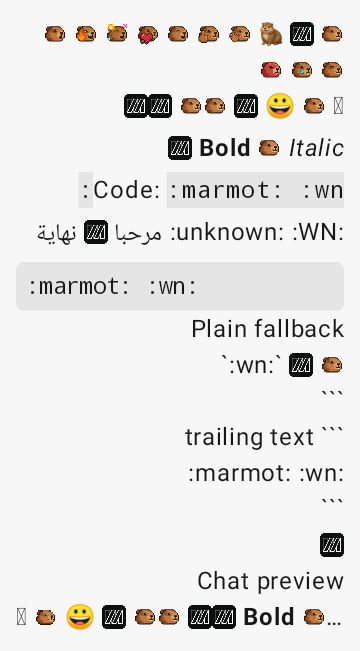 Bold Italic
:Code: :marmot: :wn
:unknown: :WN: مرحبا نهاية
:marmot: :wn:
Plain fallback
`:wn:`
```
trailing text ```
:marmot: :wn:
```
Chat preview
Bold …